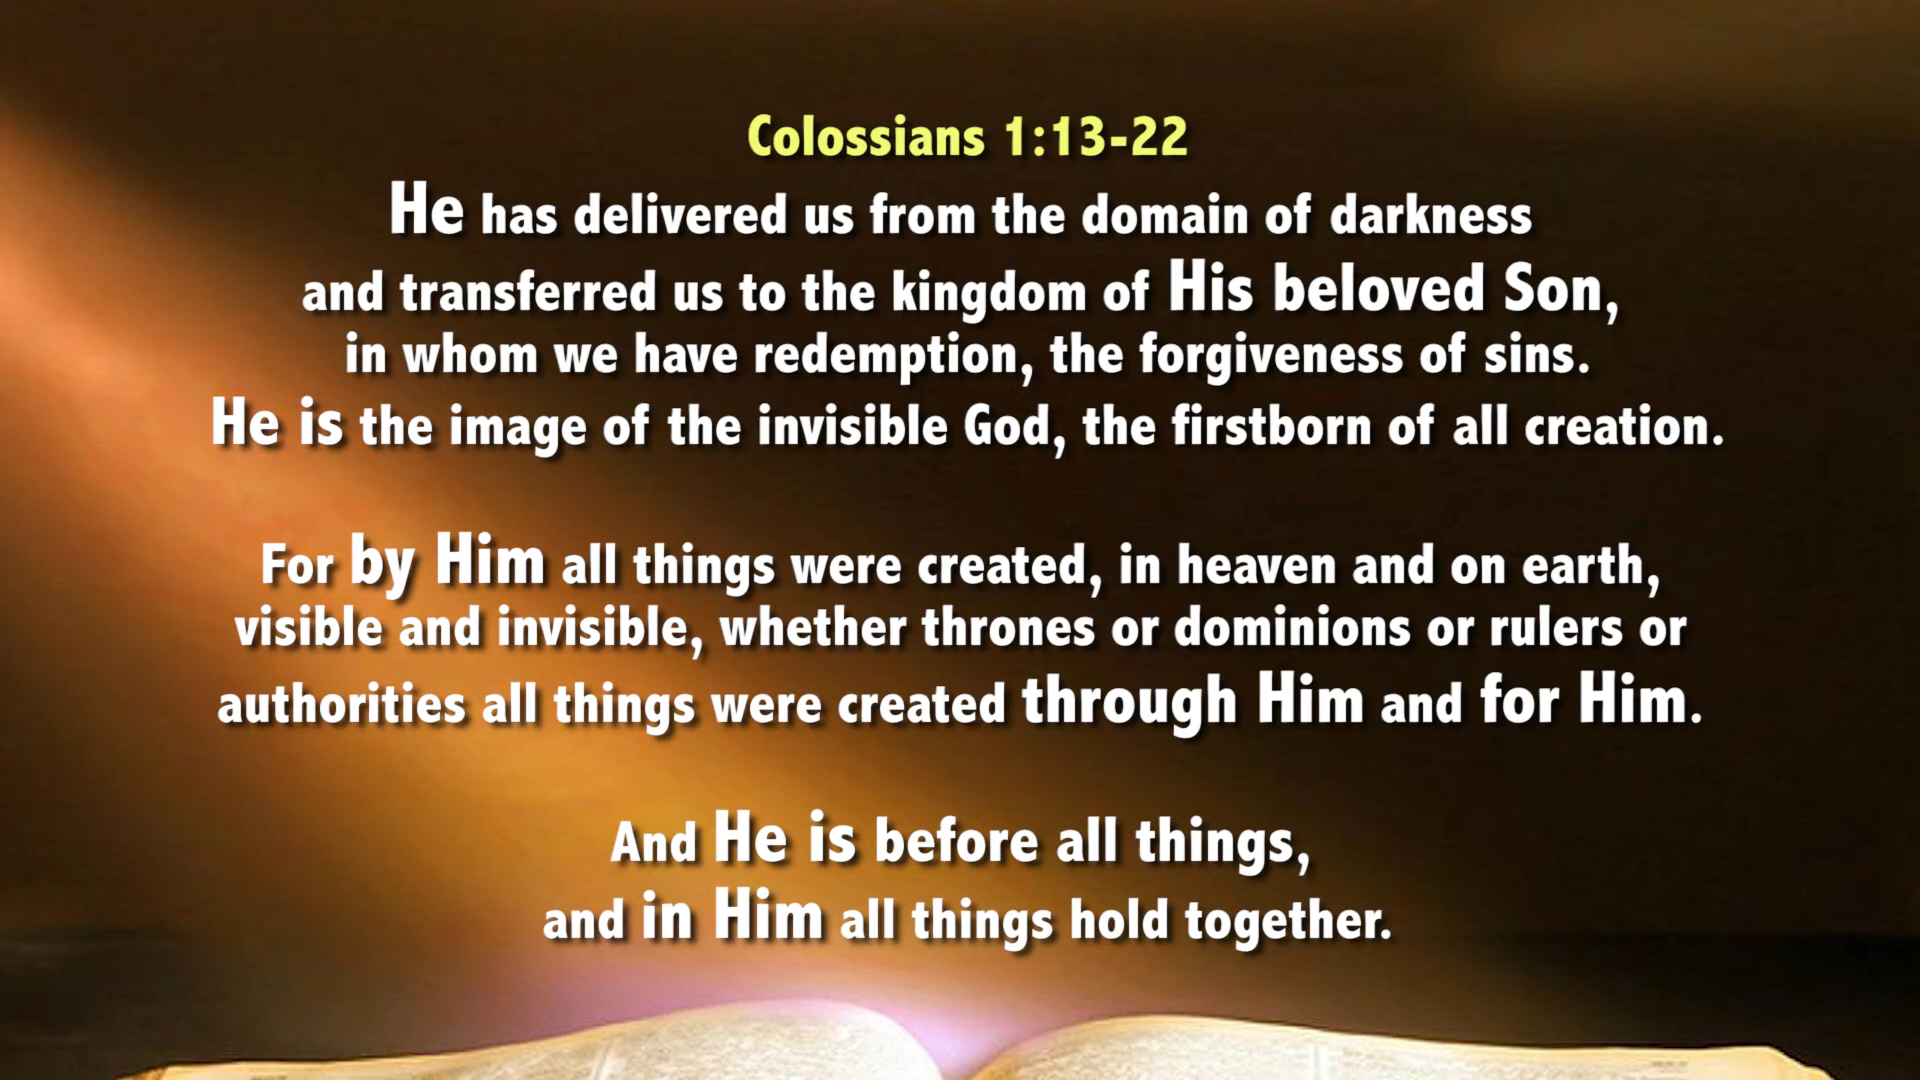 Colossians 1:13-22
He has delivered us from the domain of darkness
and transferred us to the kingdom of His beloved Son,
in whom we have redemption, the forgiveness of sins.
He is the image of the invisible God, the firstborn of all creation.
For by Him all things were created, in heaven and on earth,
visible and invisible, whether thrones or dominions or rulers or
authorities all things were created through Him and for Him.
And He is before all things,
and in Him all things hold together.